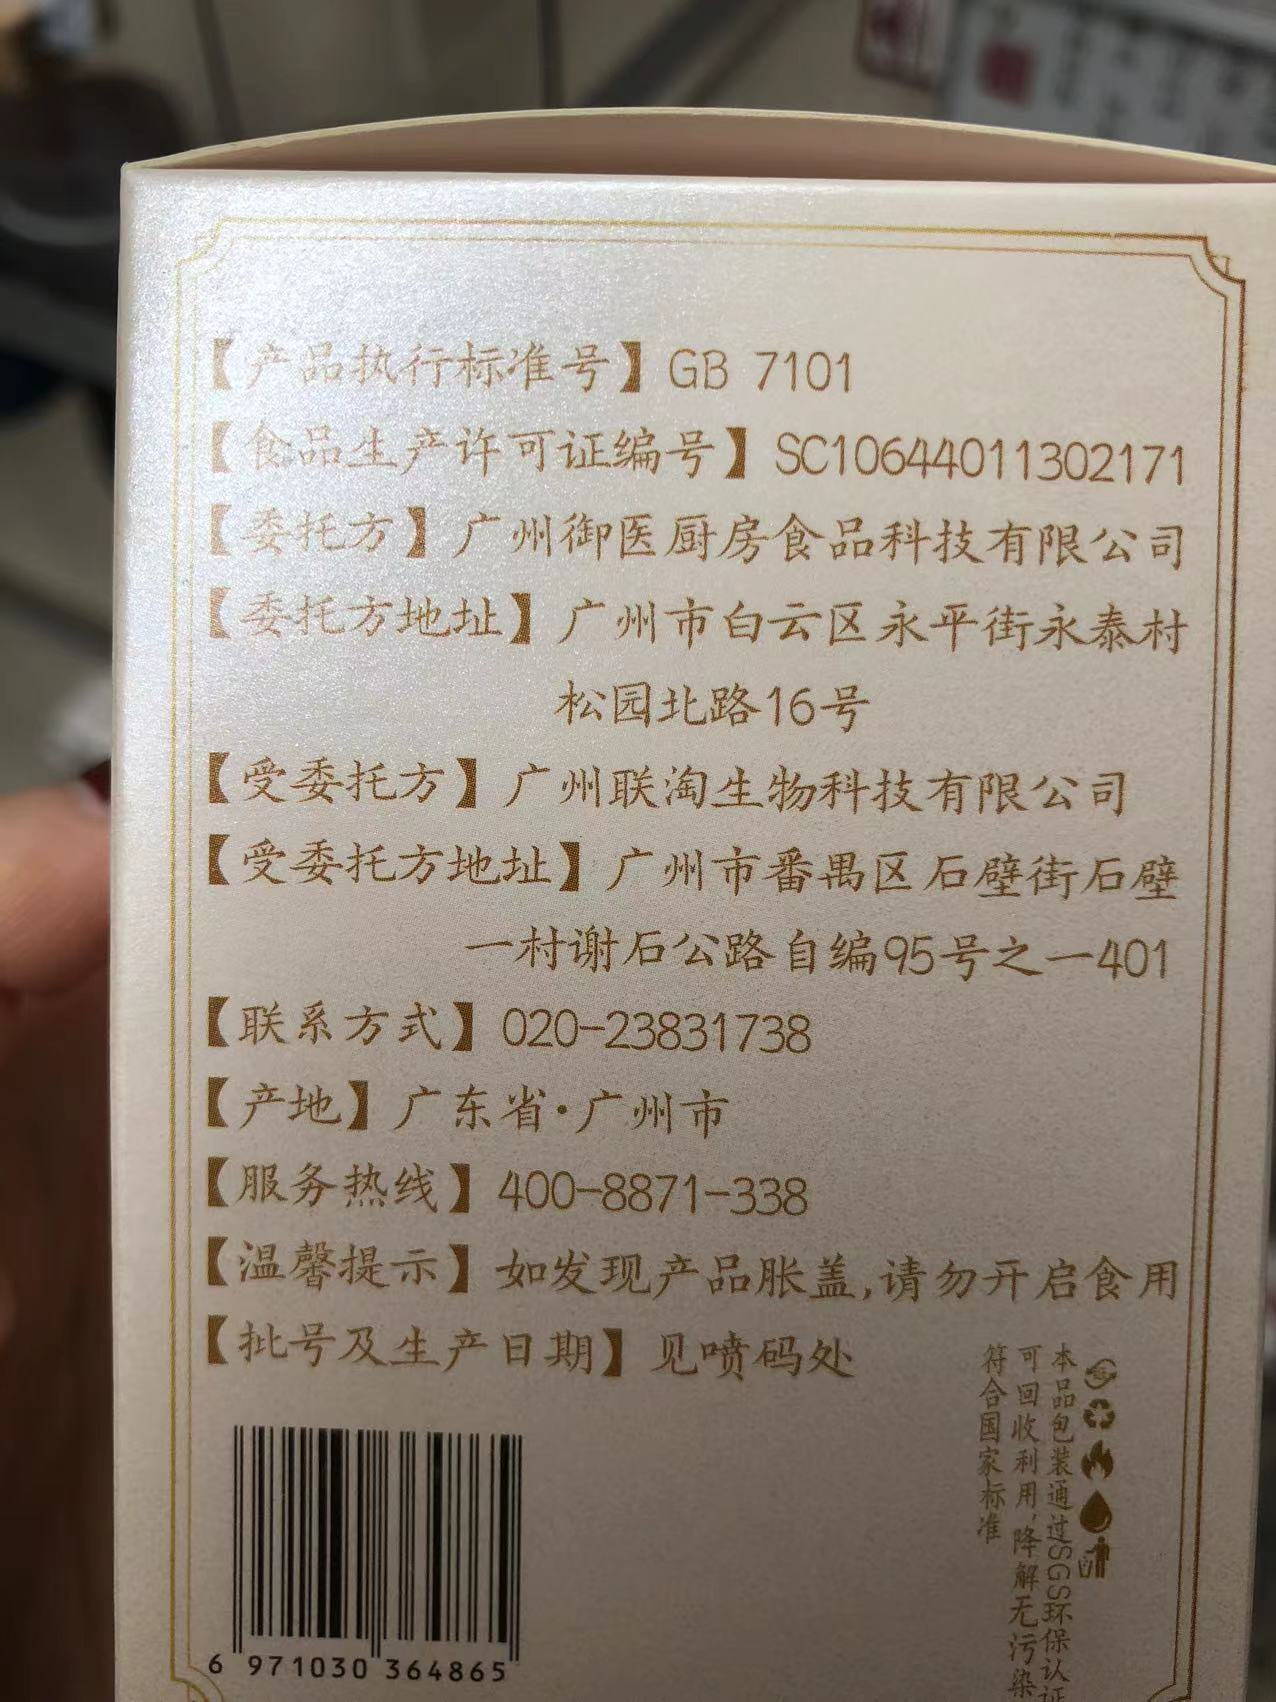 【产品执行标准号】GB 7101
【食品生产许可证编号】SC10644011302171
【委托方】广州御医厨房食品科技有限公司
【委托方地址】广州市白云区永平街永泰村
松园北路16号
【受委托方】广州联淘生物科技有限公司
【受委托方地址】广州市番禺区石壁街石壁
一村谢石公路自编95号之一401
【联系方式】020-23831738
【产地】广东省·广州市
【服务热线】400-8871-338
【温馨提示】如发现产品胀盖,请勿开启食用
【批号及生产日期】见喷码处
本品包装通过SGS环保认证
可回收利用,降解无污染
符合国家标准
6 971030 364865